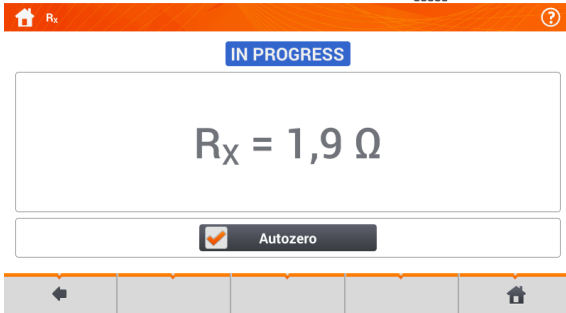 Rx
IN PROGRESS
Rx = 1,9 Ω
Autozero